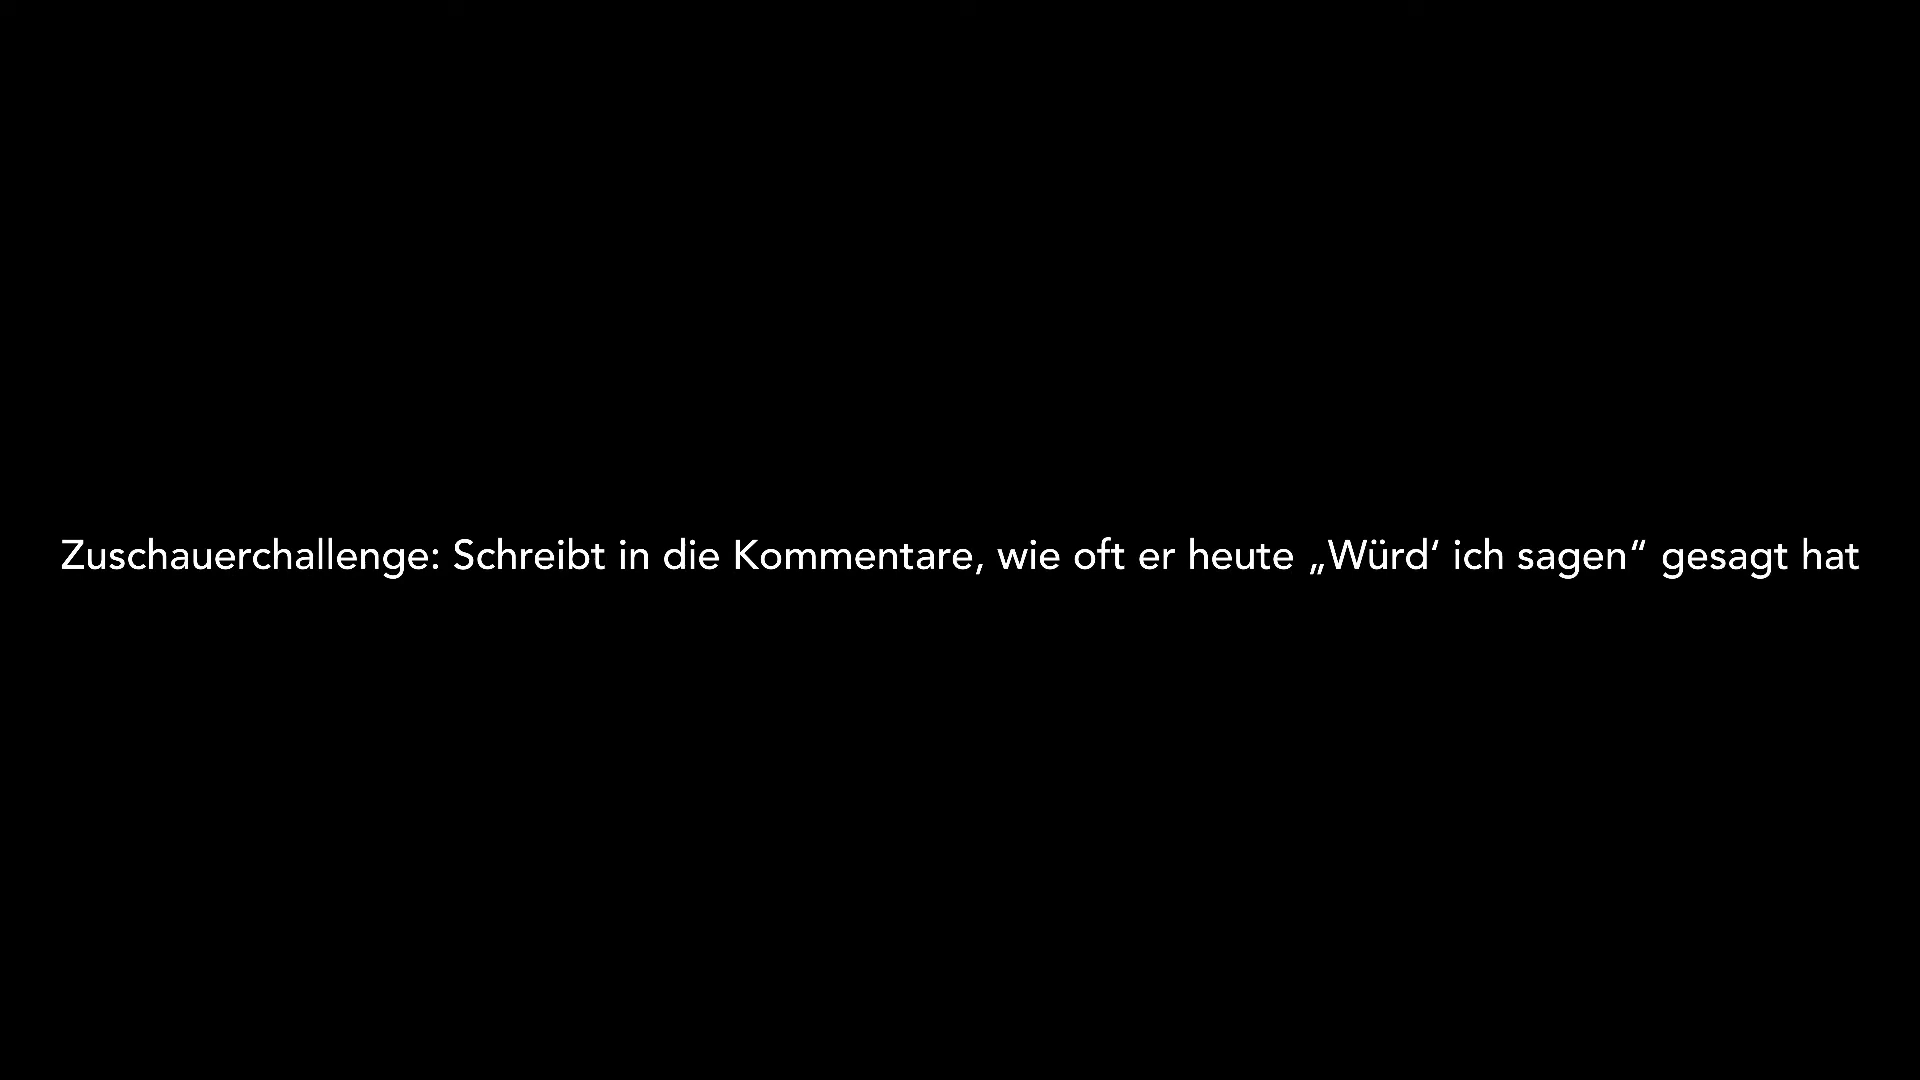 Zuschauerchallenge: Schreibt in die Kommentare, wie oft er heute „Würd‘ ich sagen“ gesagt hat